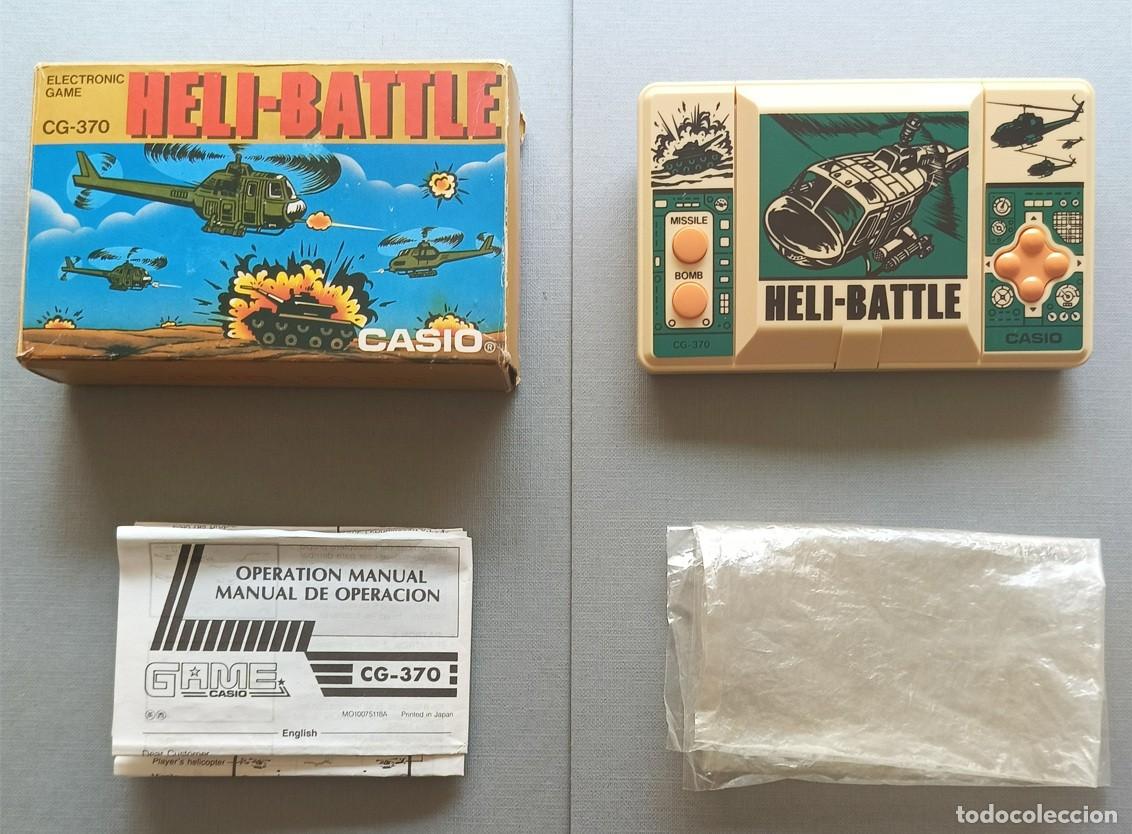 ELECTRONIC
GAME
HELI-BATTLE
CG-370
CASIO®
MISSILE
BOMB
HELI-BATTLE
CG-370
CASIO
OPERATION MANUAL
MANUAL DE OPERACION
GAME
CASIO
CG-370
MO10075118A Printed in Japan
English
Dear Customer
Player's helicopter
todocoleccion